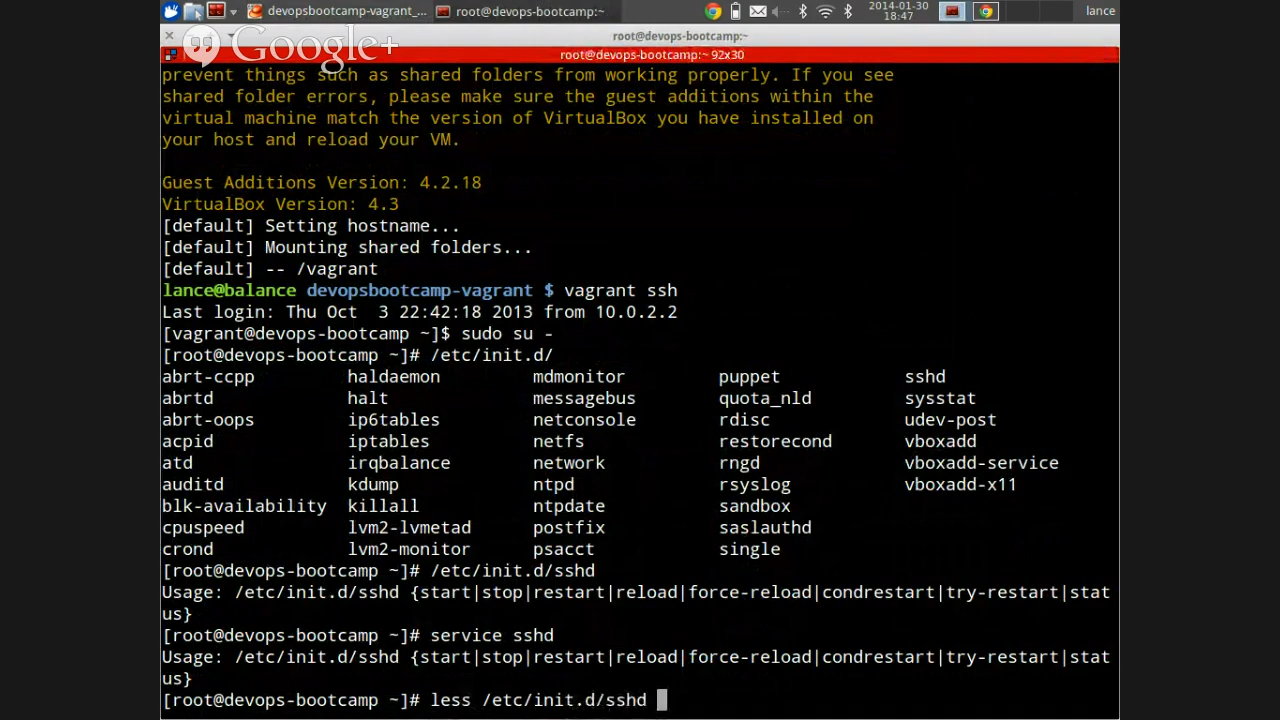 devopsbootcamp-vagrant_... root@devops-bootcamp:~ 2014-01-30 18:47 lance
root@devops-bootcamp:~
Google+
root@devops-bootcamp:~ 92x30
prevent things such as shared folders from working properly. If you see
shared folder errors, please make sure the guest additions within the
virtual machine match the version of VirtualBox you have installed on
your host and reload your VM.
Guest Additions Version: 4.2.18
VirtualBox Version: 4.3
[default] Setting hostname...
[default] Mounting shared folders...
[default] -- /vagrant
lance@balance devopsbootcamp-vagrant $ vagrant ssh
Last login: Thu Oct  3 22:42:18 2013 from 10.0.2.2
[vagrant@devops-bootcamp ~]$ sudo su -
[root@devops-bootcamp ~]# /etc/init.d/
abrt-ccpp haldaemon mdmonitor puppet sshd
abrtd halt messagebus quota_nld sysstat
abrt-oops ip6tables netconsole rdisc udev-post
acpid iptables netfs restorecond vboxadd
atd irqbalance network rngd vboxadd-service
auditd kdump ntpd rsyslog vboxadd-x11
blk-availability killall ntpdate sandbox
cpuspeed lvm2-lvmetad postfix saslauthd
crond lvm2-monitor psacct single
[root@devops-bootcamp ~]# /etc/init.d/sshd
Usage: /etc/init.d/sshd {start|stop|restart|reload|force-reload|condrestart|try-restart|stat
us}
[root@devops-bootcamp ~]# service sshd
Usage: /etc/init.d/sshd {start|stop|restart|reload|force-reload|condrestart|try-restart|stat
us}
[root@devops-bootcamp ~]# less /etc/init.d/sshd